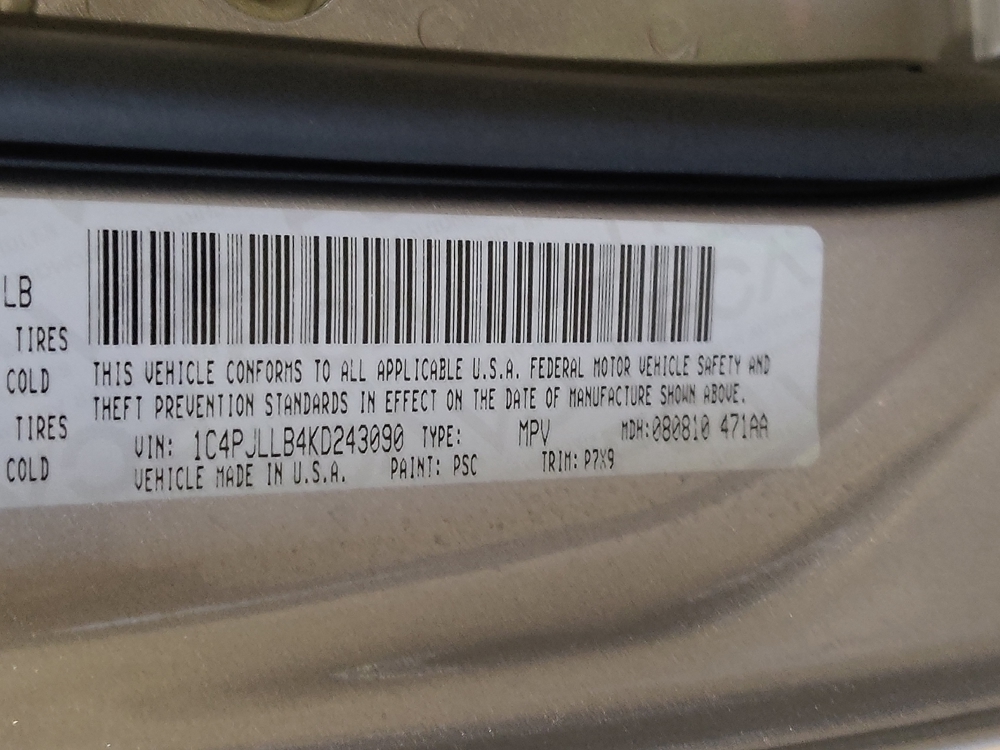 LB
TIRES
COLD
TIRES
COLD
THIS VEHICLE CONFORMS TO ALL APPLICABLE U.S.A. FEDERAL MOTOR VEHICLE SAFETY AND
THEFT PREVENTION STANDARDS IN EFFECT ON THE DATE OF MANUFACTURE SHOWN ABOVE.
VIN: 1C4PJLLB4KD243090 TYPE: MPV MDH:080810 471AA
VEHICLE MADE IN U.S.A. PAINT: PSC TRIM: P7X9